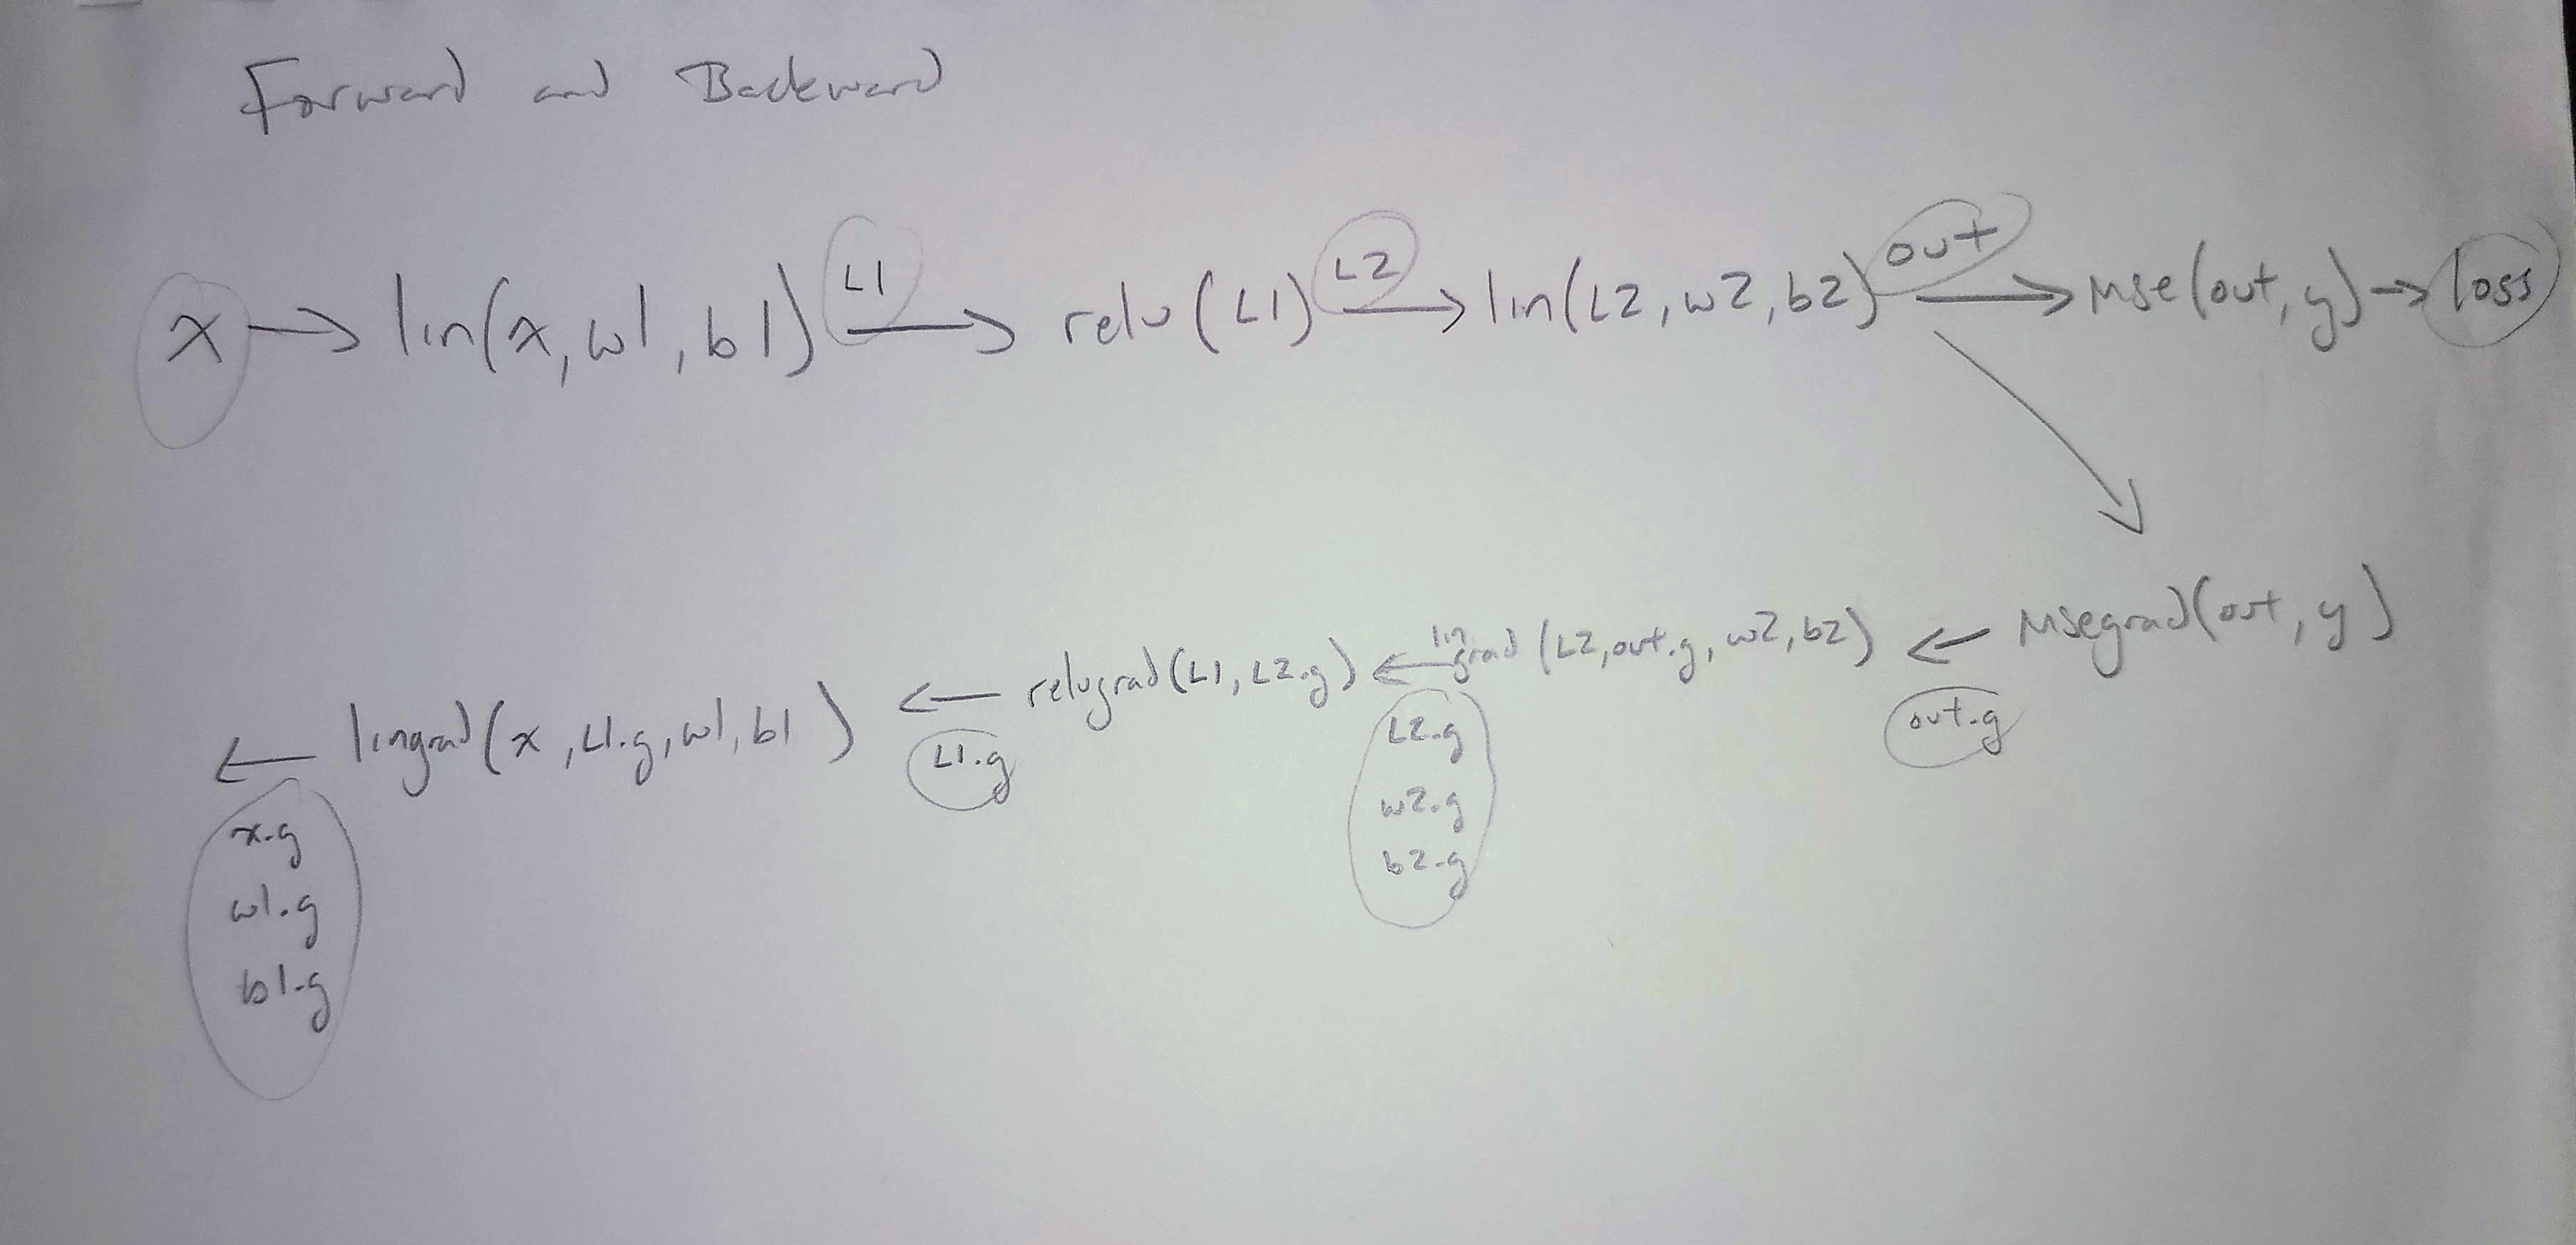 Forward and Backward
x → lin(x, w1, b1) L1 → relu(L1) L2 → lin(L2, w2, b2) out → Mse(out, y) → loss
← lingrad(x, L1.g, w1, b1) ← relugrad(L1, L2.g) ← lingrad(L2, out.g, w2, b2) ← Msegrad(out, y)
out.g
L1.g
L2.g
w2.g
b2.g
x.g
w1.g
b1.g